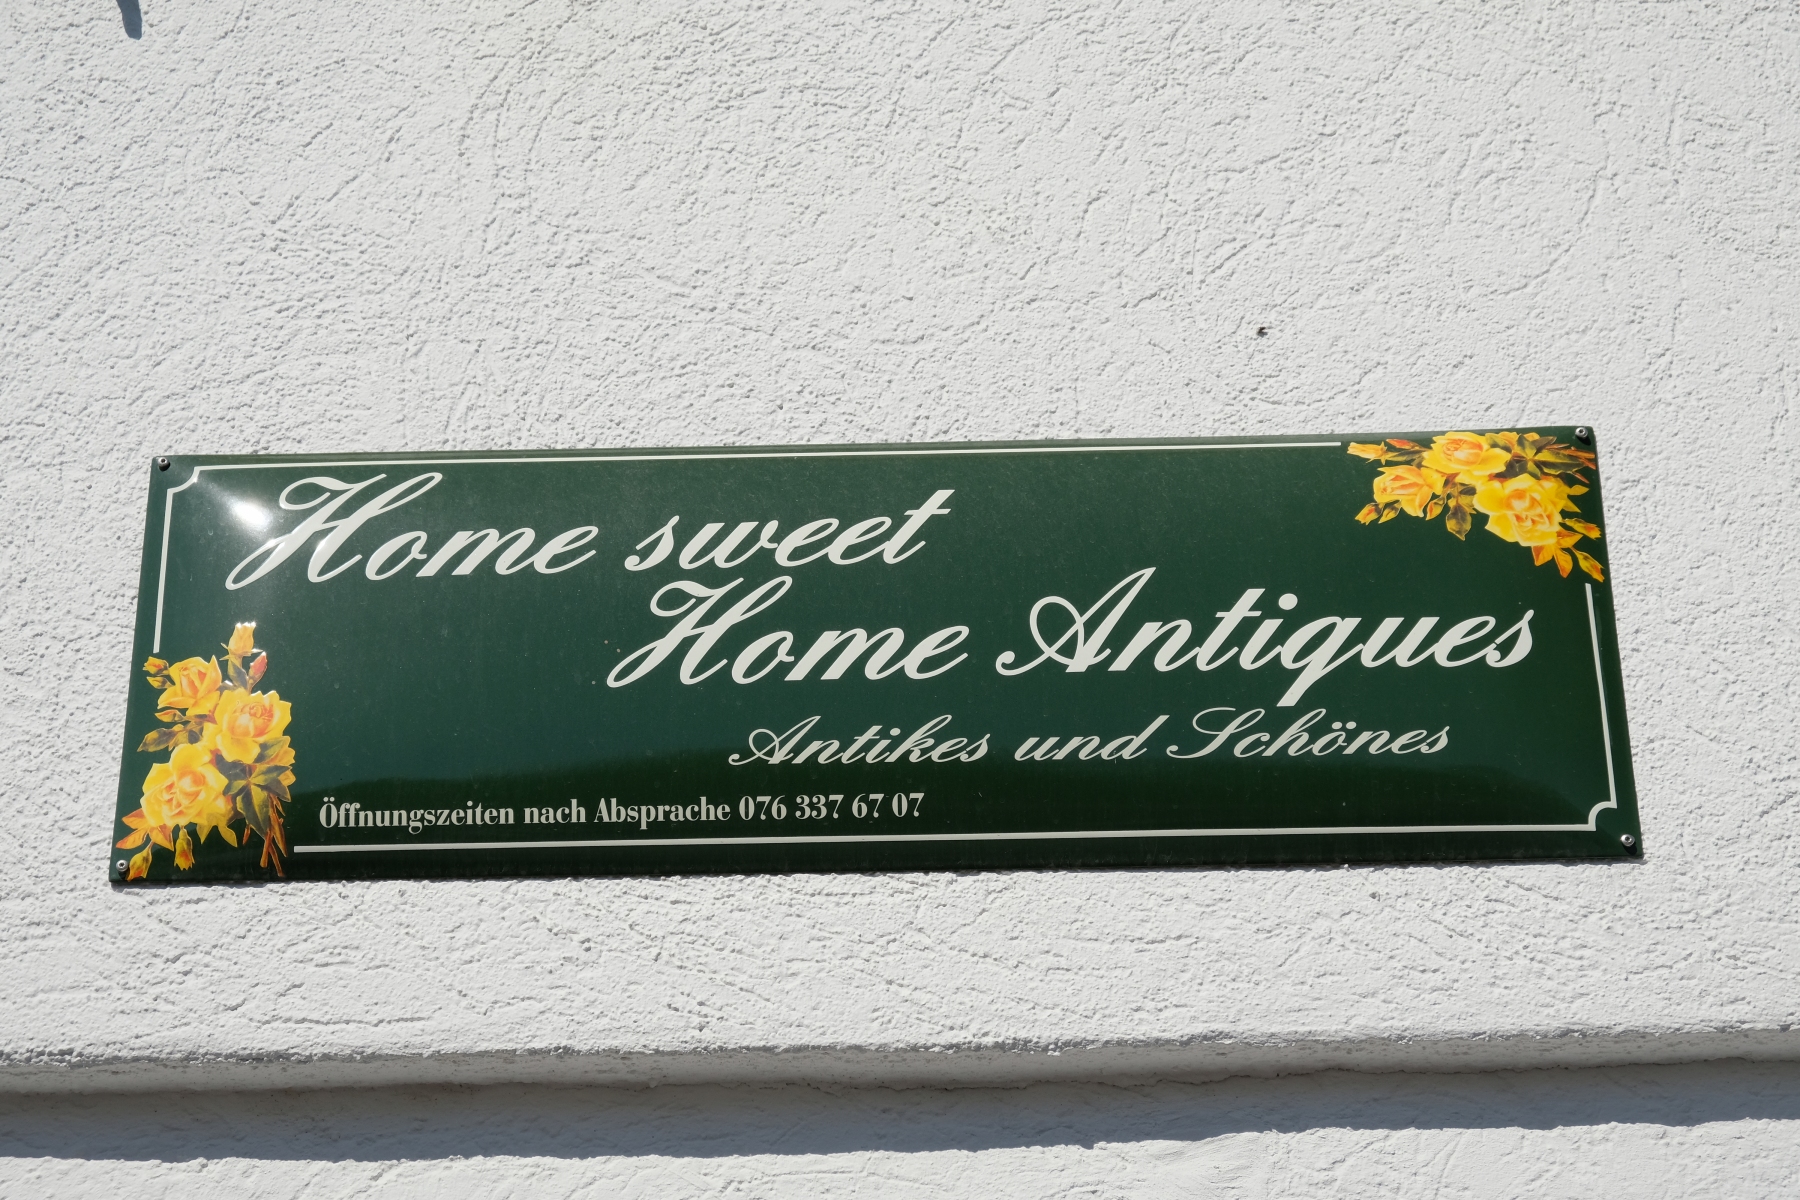 Home sweet
Home Antiques
Antikes und Schönes
Öffnungszeiten nach Absprache 076 337 67 07